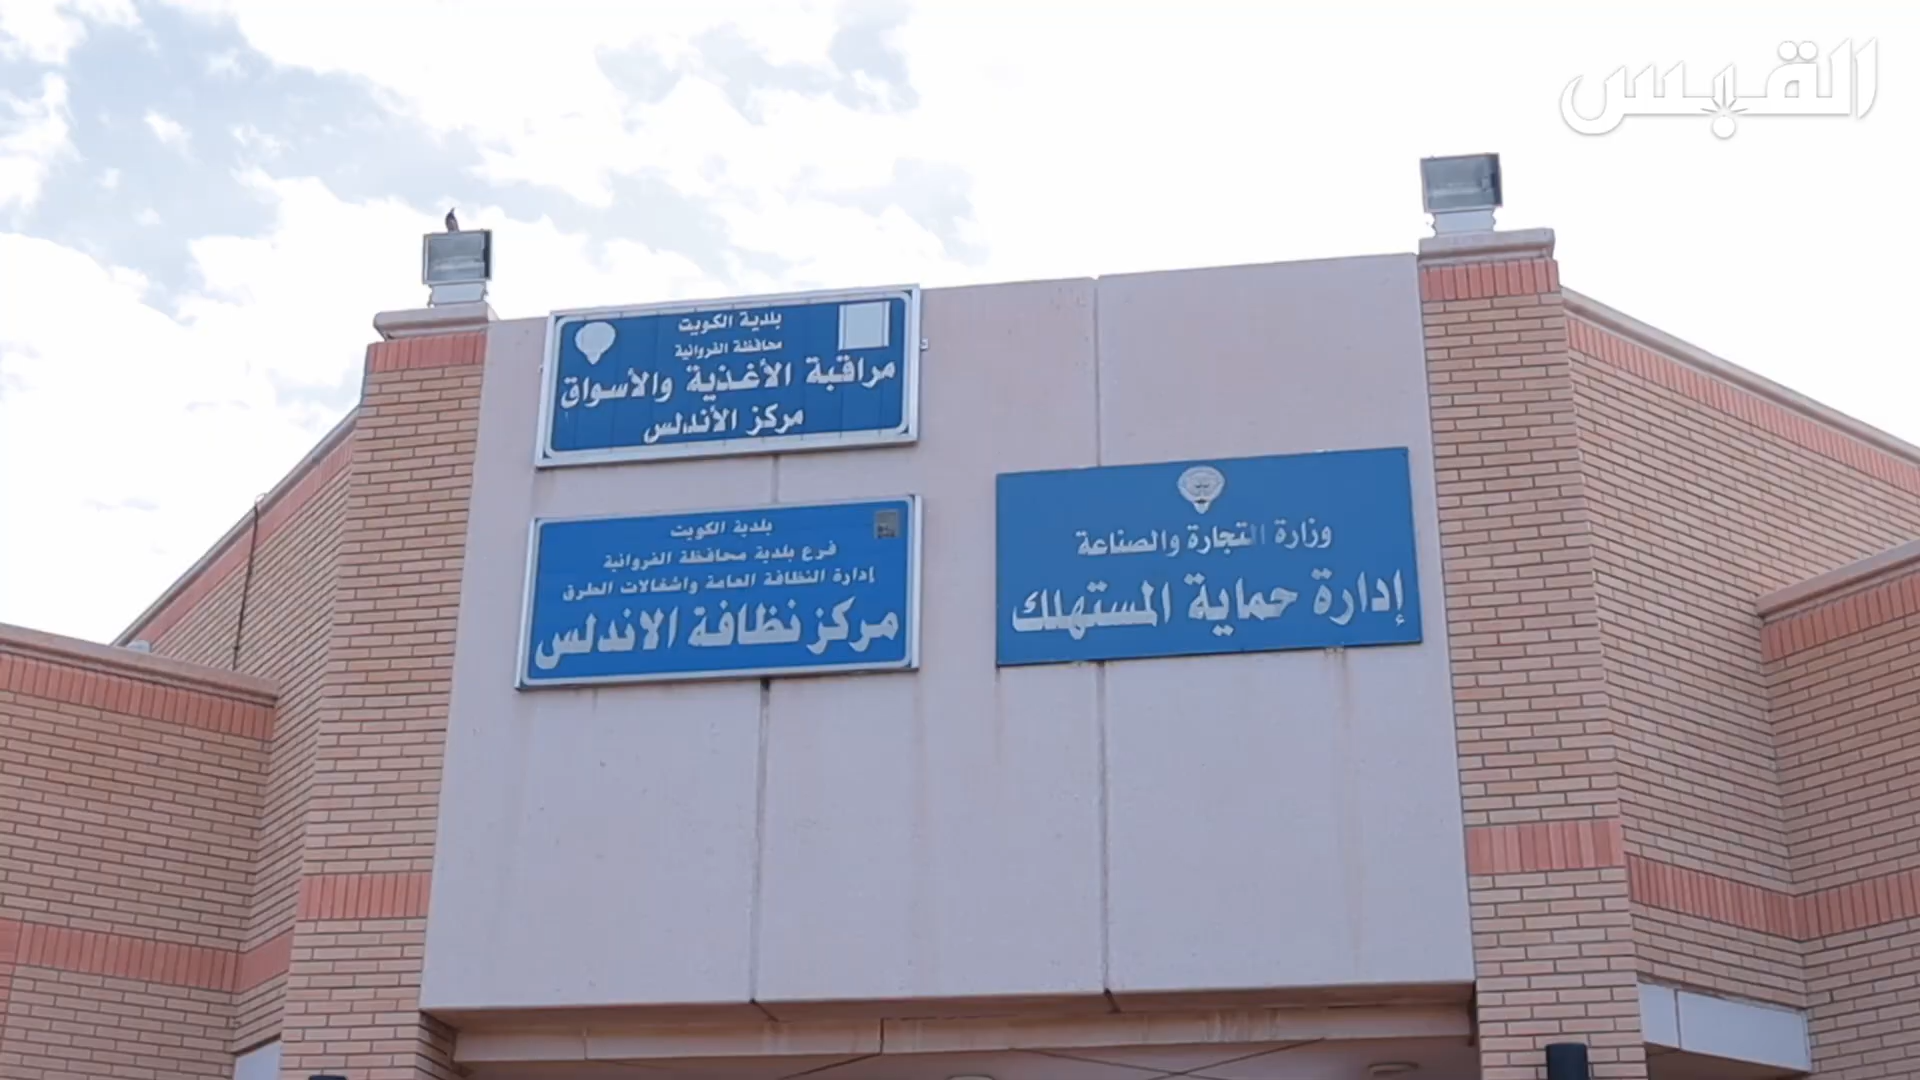 القبس
بلدية الكويت
محافظة الفروانية
مراقبة الأغذية والأسواق
مركز الأندلس
بلدية الكويت
فرع بلدية محافظة الفروانية
إدارة النظافة العامة واشغالات الطرق
مركز نظافة الاندلس
وزارة التجارة والصناعة
إدارة حماية المستهلك